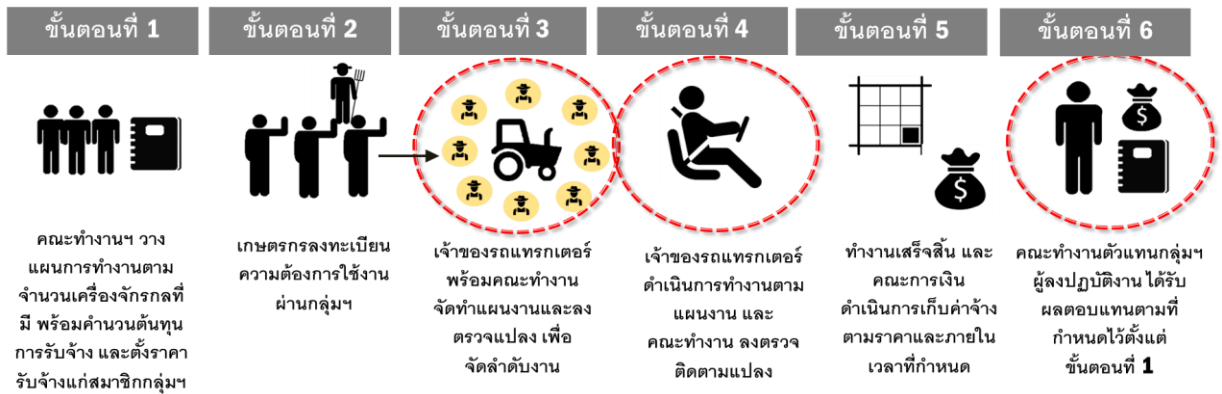 ขั้นตอนที่ 1
คณะทำงานฯ วาง
แผนการทำงานตาม
จำนวนเครื่องจักรกลที่
มี พร้อมคำนวนต้นทุน
การรับจ้าง และตั้งราคา
รับจ้างแก่สมาชิกกลุ่มฯ
ขั้นตอนที่ 2
เกษตรกรลงทะเบียน
ความต้องการใช้งาน
ผ่านกลุ่มฯ
ขั้นตอนที่ 3
เจ้าของรถแทรกเตอร์
พร้อมคณะทำงาน
จัดทำแผนงานและลง
ตรวจแปลง เพื่อ
จัดลำดับงาน
ขั้นตอนที่ 4
เจ้าของรถแทรกเตอร์
ดำเนินการทำงานตาม
แผนงาน และ
คณะทำงาน ลงตรวจ
ติดตามแปลง
ขั้นตอนที่ 5
$
ทำงานเสร็จสิ้น และ
คณะการเงิน
ดำเนินการเก็บค่าจ้าง
ตามราคาและภายใน
เวลาที่กำหนด
ขั้นตอนที่ 6
$
คณะทำงานตัวแทนกลุ่มฯ
ผู้ลงปฏิบัติงาน ได้รับ
ผลตอบแทนตามที่
กำหนดไว้ตั้งแต่
ขั้นตอนที่ 1